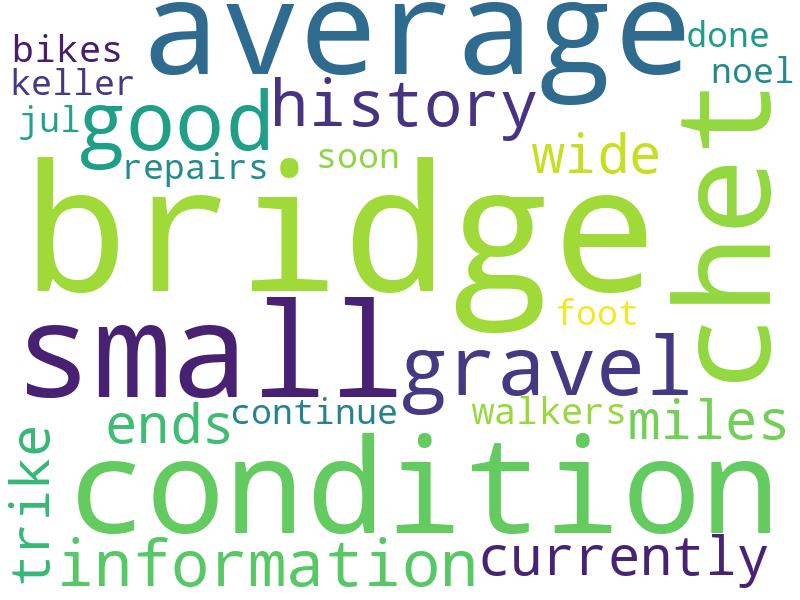 average
bikes
done
keller
noel
history
good
jul
chet
wide
soon
repairs
bridge
small
foot
gravel
ends
continue
walkers
miles
trike
condition
information
currently